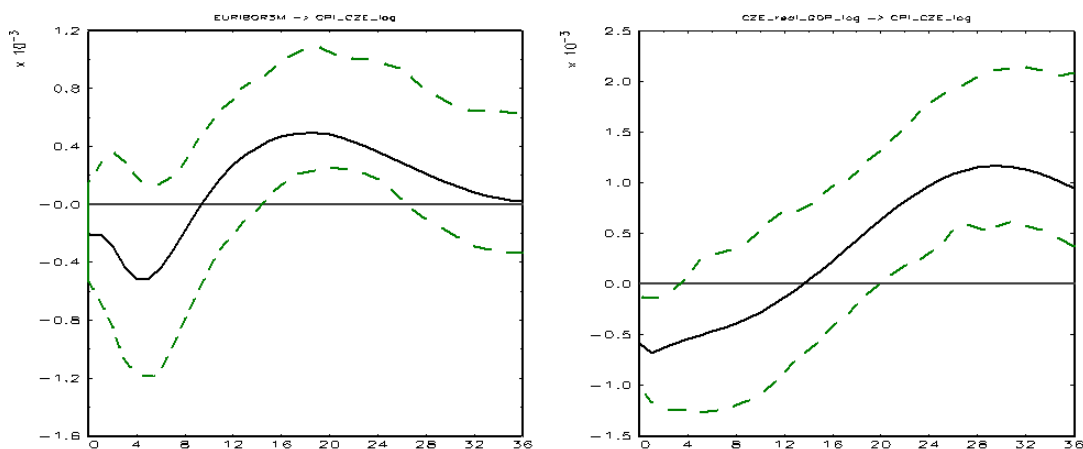 EURIBOR3M -> CPI_CZE_log
x 10^-3
1.2
0.8
0.4
-0.0
-0.4
-0.8
-1.2
-1.6
0 4 8 12 16 20 24 28 32 36
CZE_real_GDP_log -> CPI_CZE_log
x 10^-3
2.5
2.0
1.5
1.0
0.5
0.0
-0.5
-1.0
-1.5
0 4 8 12 16 20 24 28 32 36